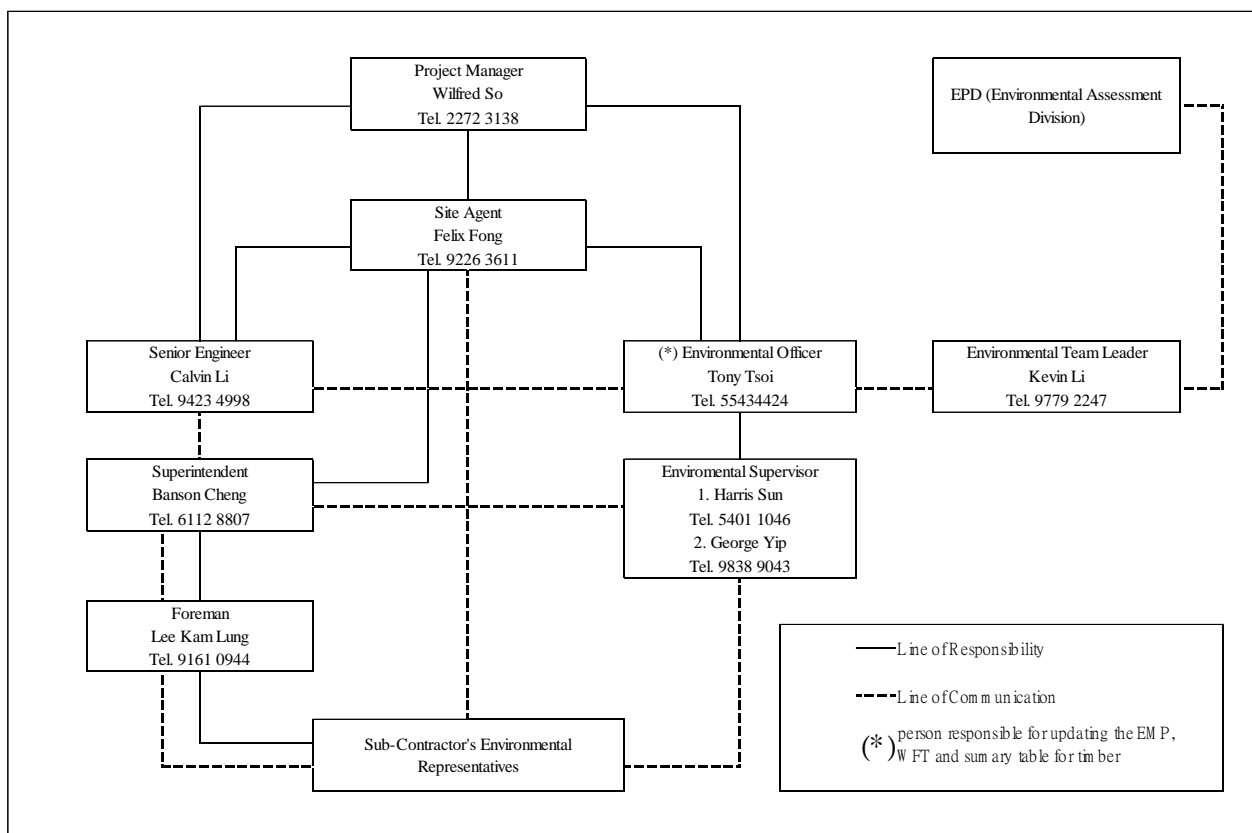 Project Manager
Wilfred So
Tel. 2272 3138
EPD (Environmental Assessment
Division)
Site Agent
Felix Fong
Tel. 9226 3611
Senior Engineer
Calvin Li
Tel. 9423 4998
(*) Environmental Officer
Tony Tsoi
Tel. 55434424
Environmental Team Leader
Kevin Li
Tel. 9779 2247
Superintendent
Banson Cheng
Tel. 6112 8807
Enviromental Supervisor
1. Harris Sun
Tel. 5401 1046
2. George Yip
Tel. 9838 9043
Foreman
Lee Kam Lung
Tel. 9161 0944
Sub-Contractor's Environmental
Representatives
Line of Responsibility
Line of Communication
(*) person responsible for updating the EMP,
WFT and sumary table for timber